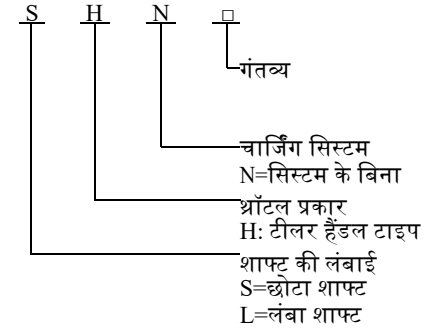 S H N □
गंतव्य
चार्जिंग सिस्टम
N=सिस्टम के बिना
थ्रॉटल प्रकार
H: टीलर हैंडल टाइप
शाफ्ट की लंबाई
S=छोटा शाफ्ट
L=लंबा शाफ्ट